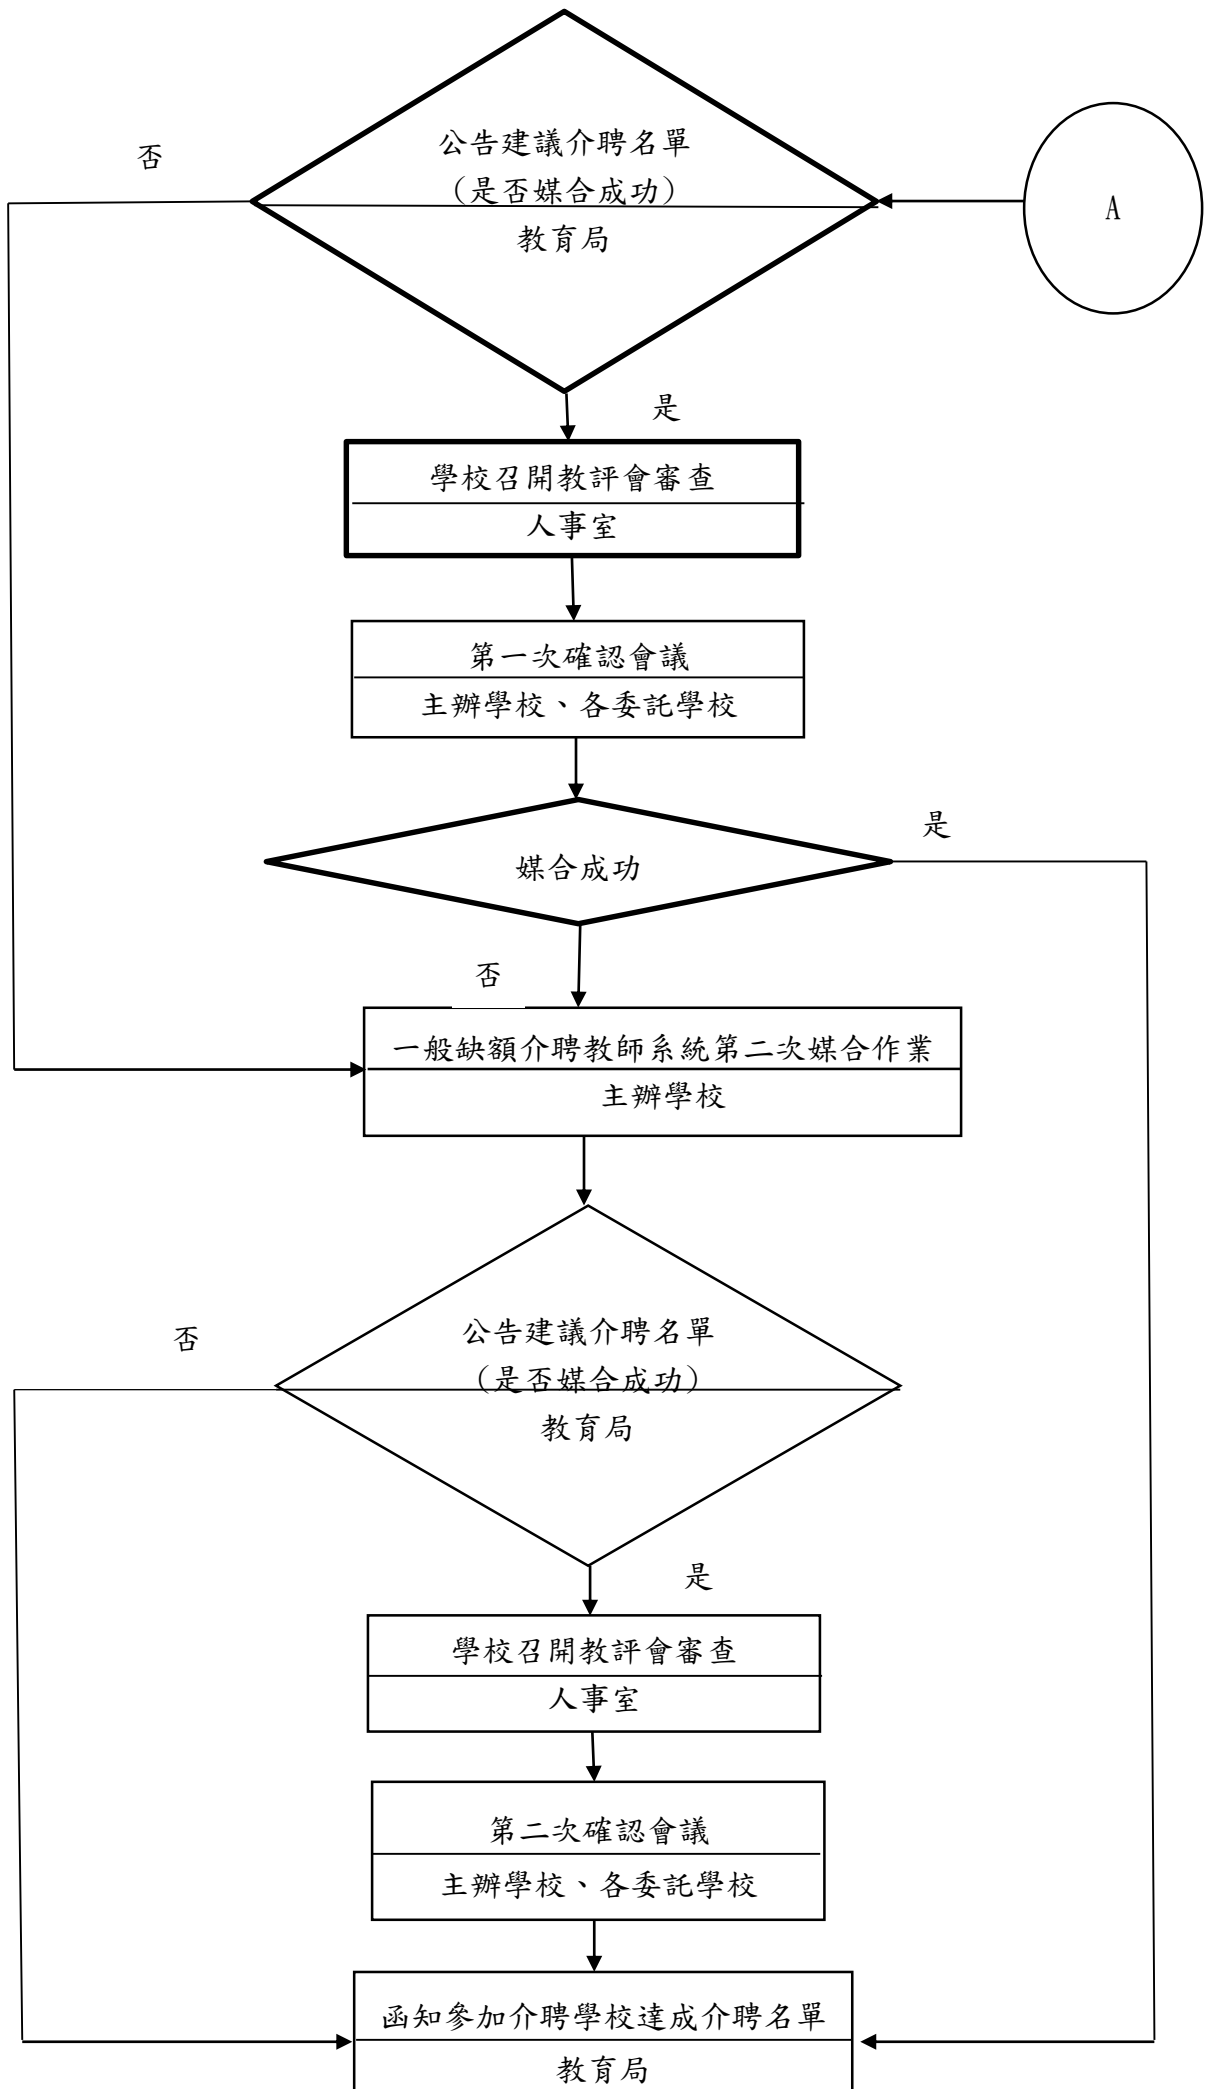 公告建議介聘名單
否
(是否媒合成功)
教育局
A
是
學校召開教評會審查
人事室
第一次確認會議
主辦學校、各委託學校
是
媒合成功
否
一般缺額介聘教師系統第二次媒合作業
主辦學校
公告建議介聘名單
否
(是否媒合成功)
教育局
是
學校召開教評會審查
人事室
第二次確認會議
主辦學校、各委託學校
函知參加介聘學校達成介聘名單
教育局